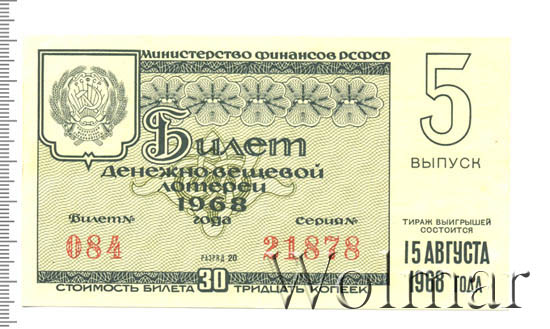 Министерство финансов РСФСР
Билет
денежно-вещевой
лотереи
1968
года
Билет№
Серия№
084
21878
РАЗРЯД 20
30
СТОИМОСТЬ БИЛЕТА ТРИДЦАТЬ КОПЕЕК
5
ВЫПУСК
ТИРАЖ ВЫИГРЫШЕЙ
СОСТОИТСЯ
15 АВГУСТА
1968 ГОДА
Wolmar